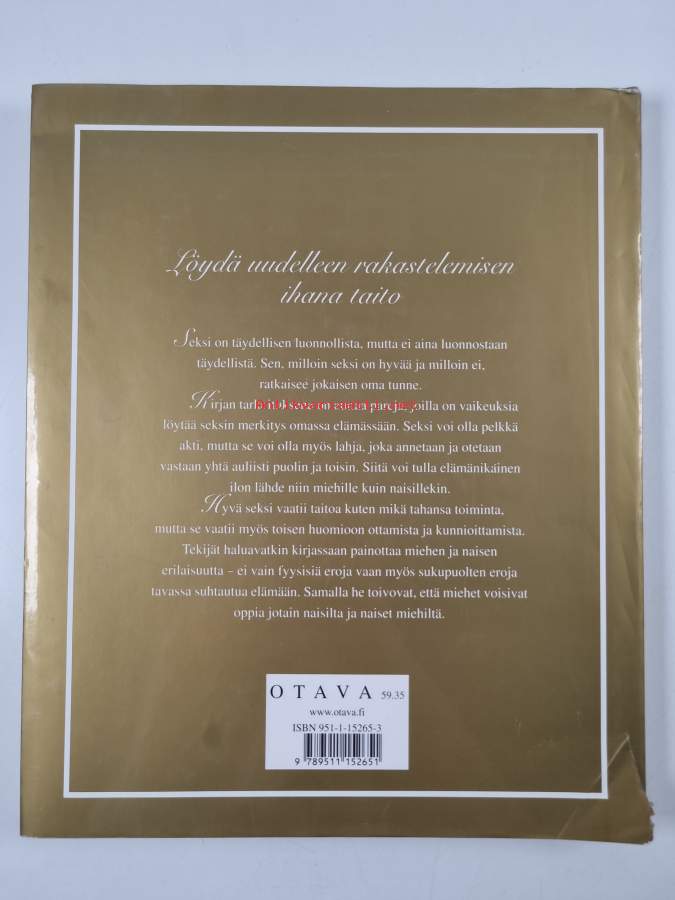 Löydä uudelleen rakastelemisen
ihana taito
Seksi on täydellisen luonnollista, mutta ei aina luonnostaan
täydellistä. Sen, milloin seksi on hyvää ja milloin ei,
ratkaisee jokaisen oma tunne.
Kirjan tarkoituksena on auttaa pareja, joilla on vaikeuksia
löytää seksin merkitys omassa elämässään. Seksi voi olla pelkkä
akti, mutta se voi olla myös lahja, joka annetaan ja otetaan
vastaan yhtä auliisti puolin ja toisin. Siitä voi tulla elämänikäinen
ilon lähde niin miehille kuin naisillekin.
Hyvä seksi vaatii taitoa kuten mikä tahansa toiminta,
mutta se vaatii myös toisen huomioon ottamista ja kunnioittamista.
Tekijät haluavatkin kirjassaan painottaa miehen ja naisen
erilaisuutta – ei vain fyysisiä eroja vaan myös sukupuolten eroja
tavassa suhtautua elämään. Samalla he toivovat, että miehet voisivat
oppia jotain naisilta ja naiset miehiltä.
OTAVA 59.35
www.otava.fi
ISBN 951-1-15265-3
9 789511 152651